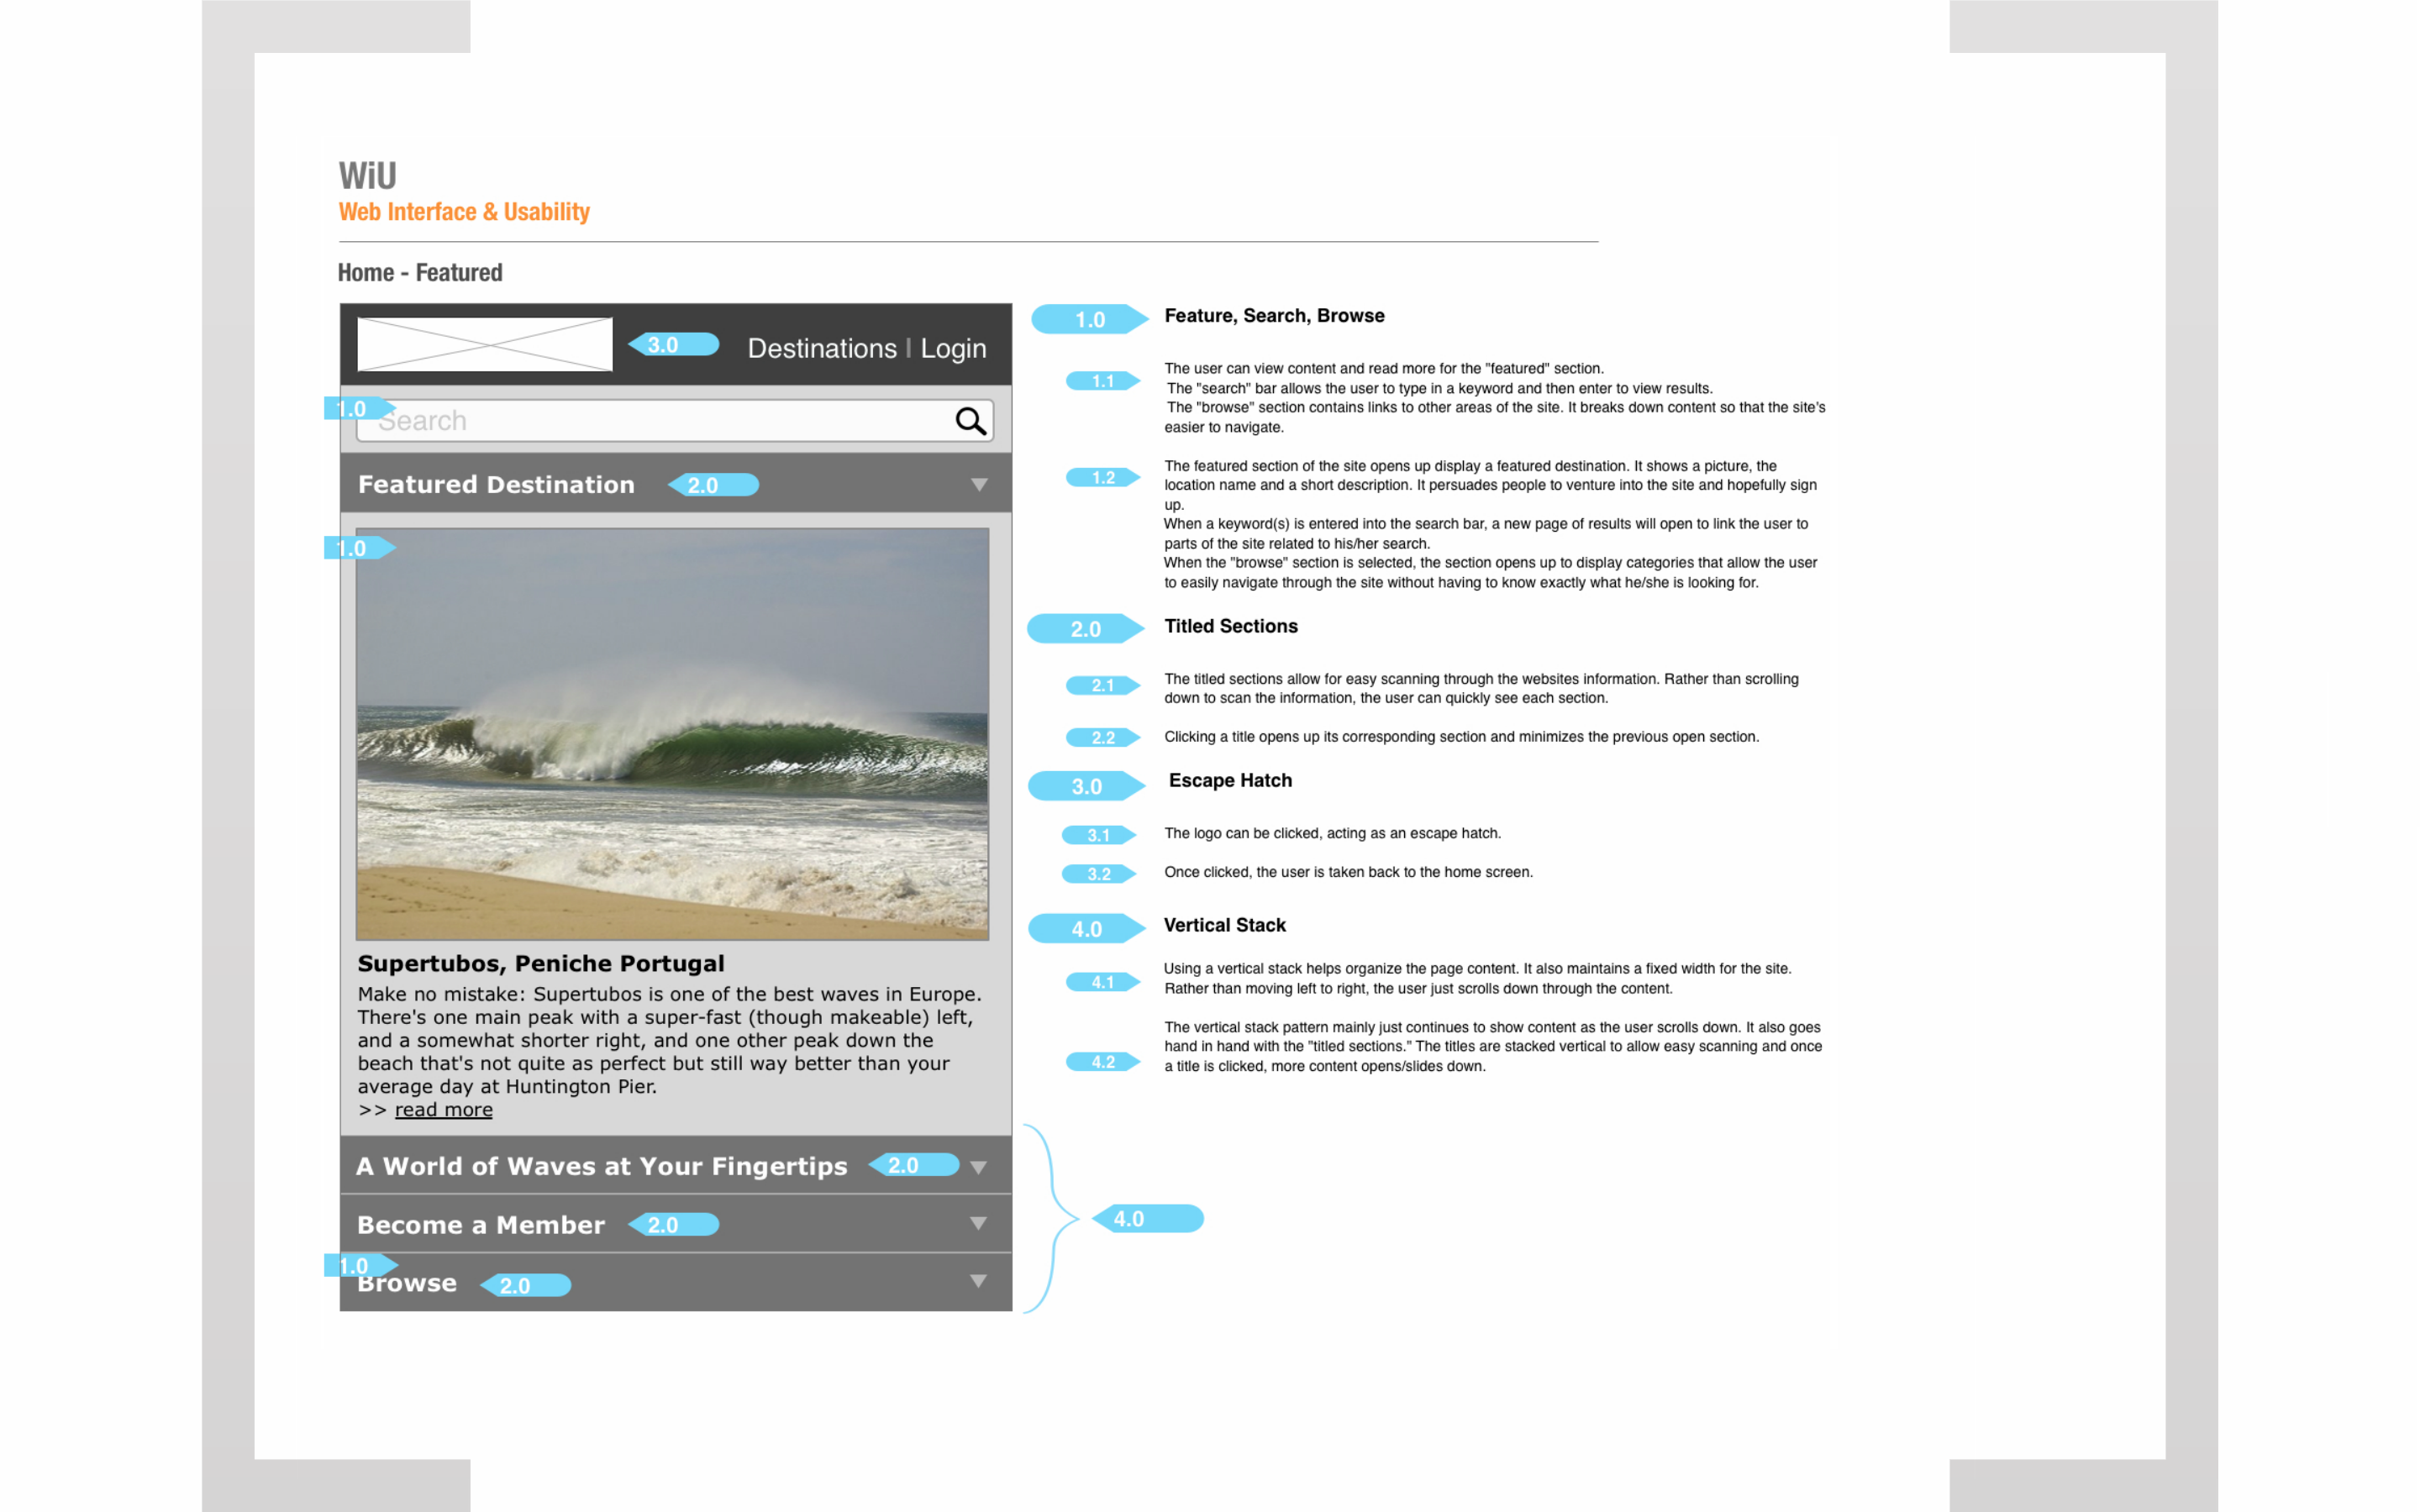 WiU
Web Interface & Usability
Home - Featured
3.0
Destinations | Login
1.0
Search
Featured Destination
2.0
1.0
Supertubos, Peniche Portugal
Make no mistake: Supertubos is one of the best waves in Europe.
There's one main peak with a super-fast (though makeable) left,
and a somewhat shorter right, and one other peak down the
beach that's not quite as perfect but still way better than your
average day at Huntington Pier.
>> read more
A World of Waves at Your Fingertips
2.0
Become a Member
2.0
1.0
Browse
2.0
4.0
1.0
Feature, Search, Browse
1.1
The user can view content and read more for the "featured" section.
The "search" bar allows the user to type in a keyword and then enter to view results.
The "browse" section contains links to other areas of the site. It breaks down content so that the site's
easier to navigate.
1.2
The featured section of the site opens up display a featured destination. It shows a picture, the
location name and a short description. It persuades people to venture into the site and hopefully sign
up.
When a keyword(s) is entered into the search bar, a new page of results will open to link the user to
parts of the site related to his/her search.
When the "browse" section is selected, the section opens up to display categories that allow the user
to easily navigate through the site without having to know exactly what he/she is looking for.
2.0
Titled Sections
2.1
The titled sections allow for easy scanning through the websites information. Rather than scrolling
down to scan the information, the user can quickly see each section.
2.2
Clicking a title opens up its corresponding section and minimizes the previous open section.
3.0
Escape Hatch
3.1
The logo can be clicked, acting as an escape hatch.
3.2
Once clicked, the user is taken back to the home screen.
4.0
Vertical Stack
4.1
Using a vertical stack helps organize the page content. It also maintains a fixed width for the site.
Rather than moving left to right, the user just scrolls down through the content.
4.2
The vertical stack pattern mainly just continues to show content as the user scrolls down. It also goes
hand in hand with the "titled sections." The titles are stacked vertical to allow easy scanning and once
a title is clicked, more content opens/slides down.